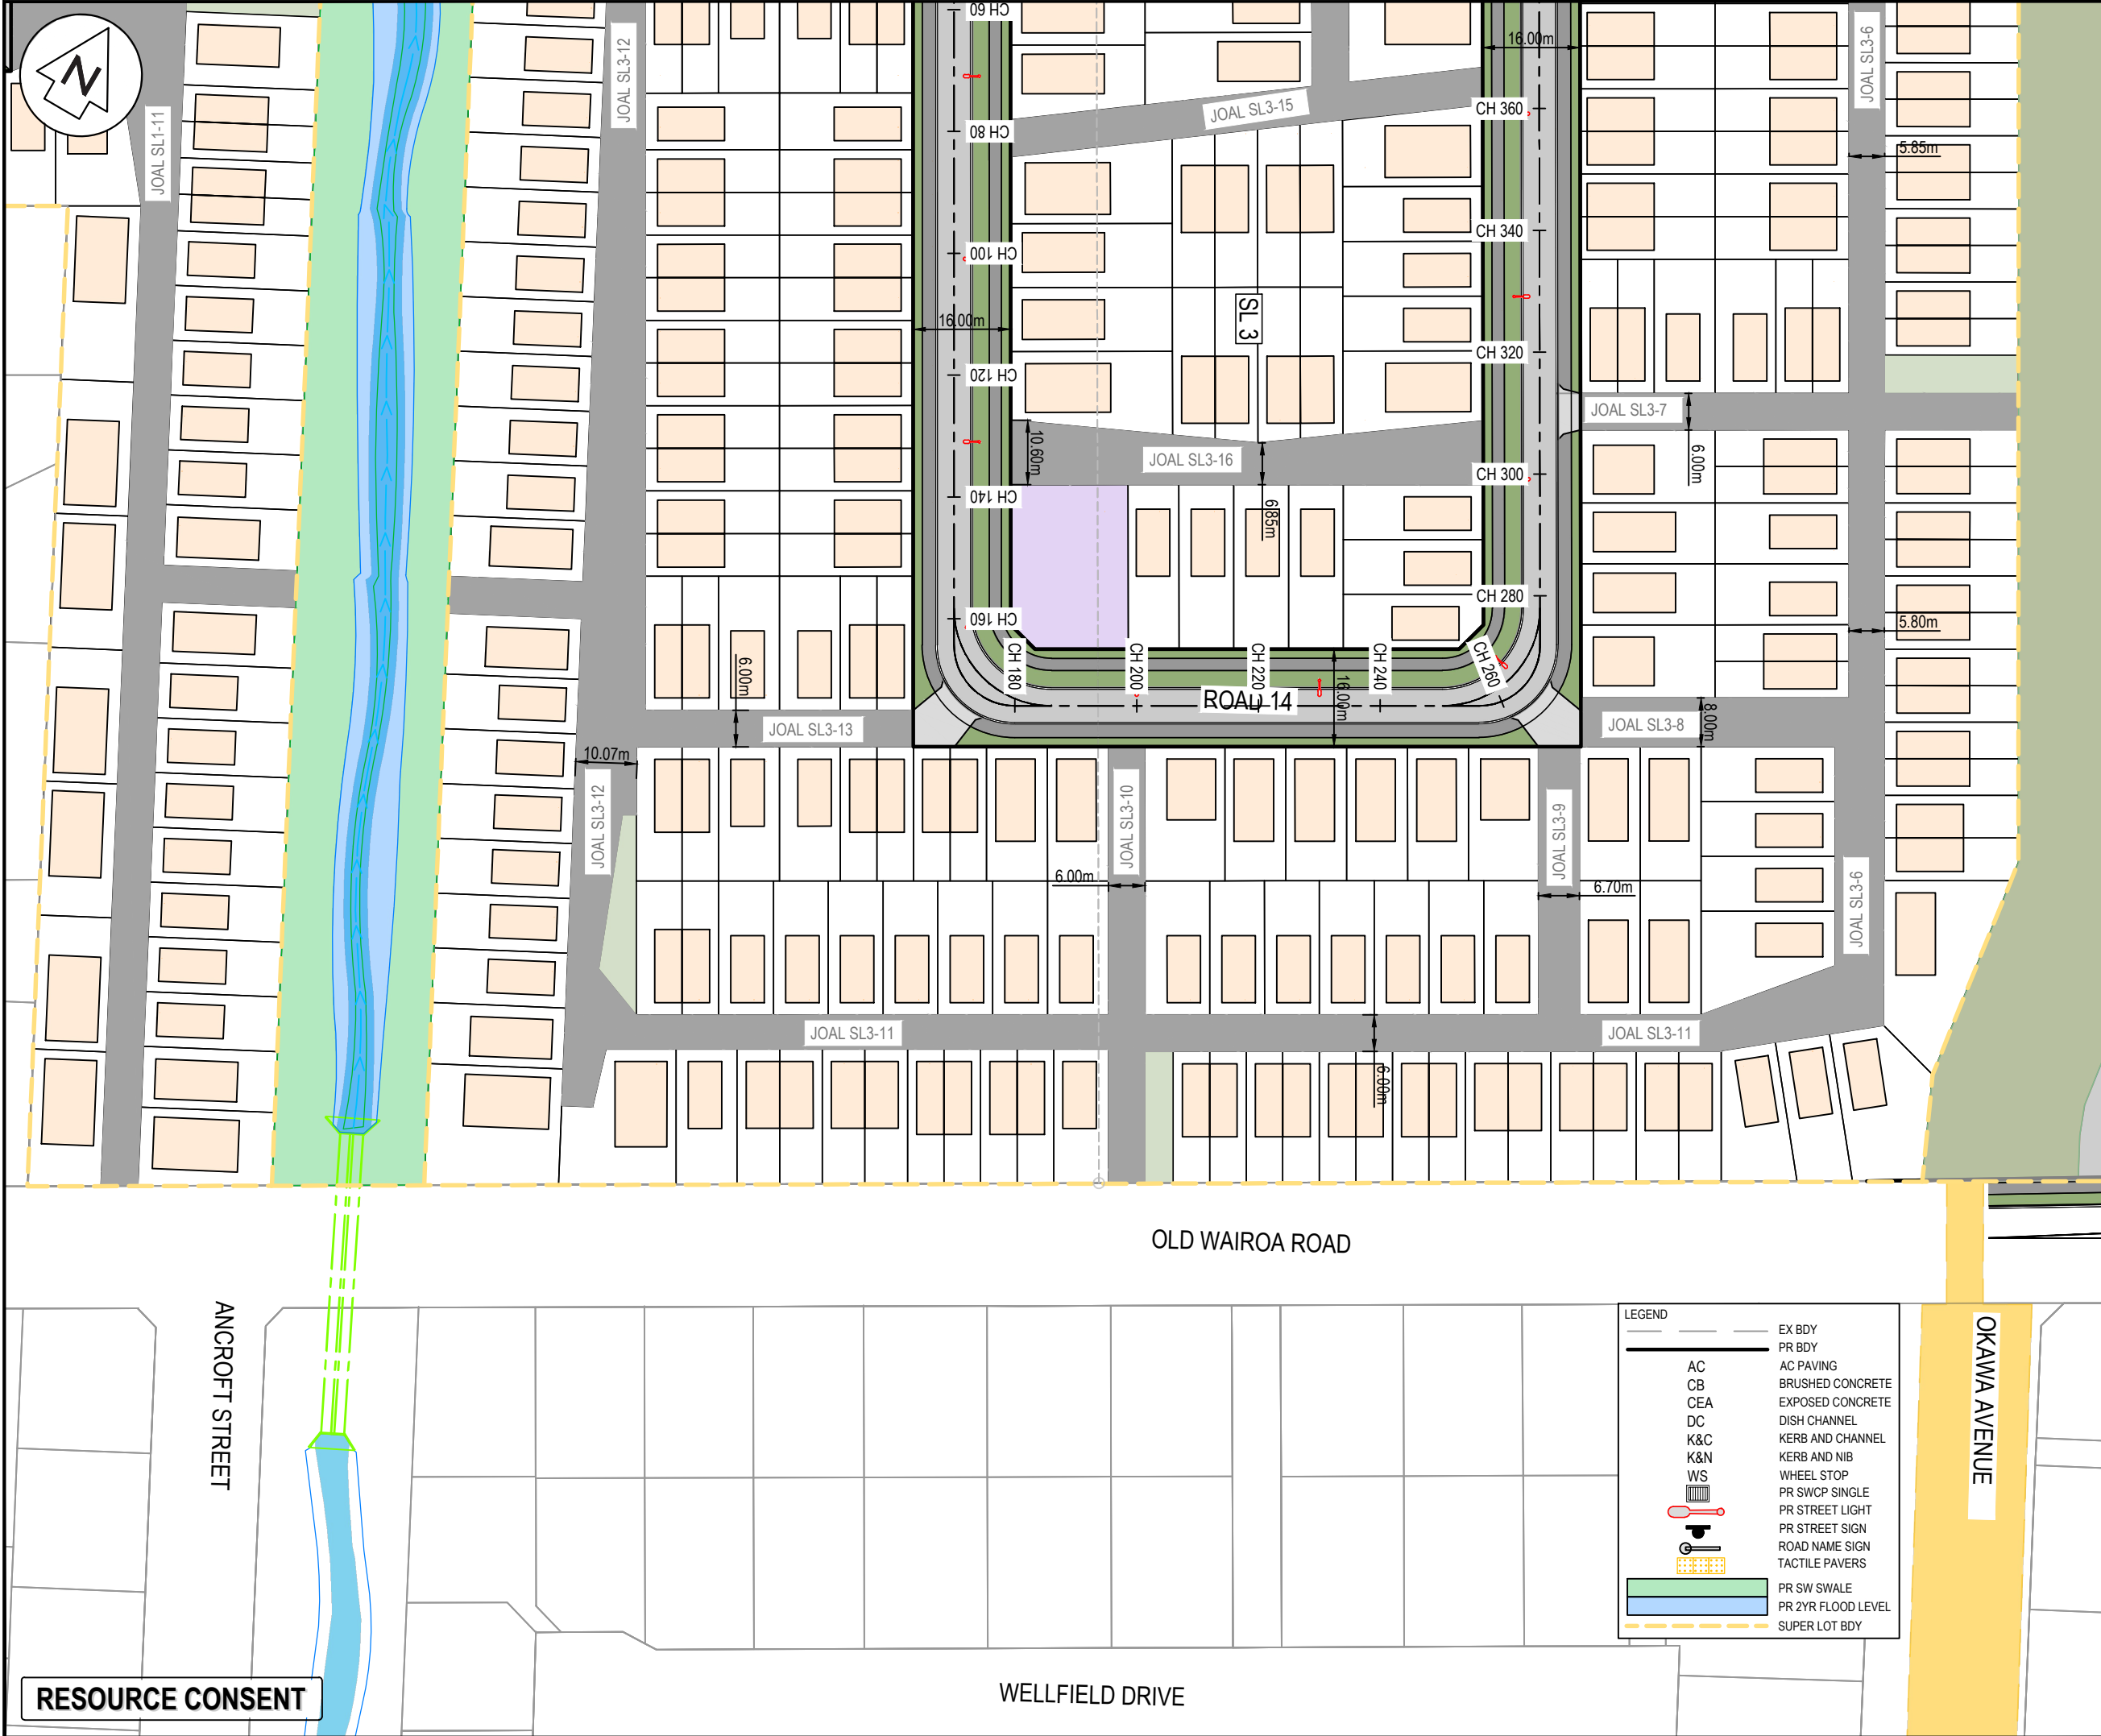 N
JOAL SL1-11
JOAL SL3-12
CH 60
16.00m
JOAL SL3-6
CH 80
JOAL SL3-15
CH 360
5.85m
CH 100
CH 340
SL 3
16.00m
CH 120
CH 320
JOAL SL3-7
10.60m
JOAL SL3-16
6.00m
CH 140
CH 300
6.85m
CH 160
CH 280
5.80m
CH 180
CH 200
CH 220
CH 240
CH 260
6.00m
ROAD 14
16.00m
JOAL SL3-13
JOAL SL3-8
8.00m
10.07m
JOAL SL3-12
JOAL SL3-10
JOAL SL3-9
6.00m
6.70m
JOAL SL3-6
JOAL SL3-11
JOAL SL3-11
6.00m
OLD WAIROA ROAD
ANCROFT STREET
OKAWA AVENUE
LEGEND
EX BDY
PR BDY
AC AC PAVING
CB BRUSHED CONCRETE
CEA EXPOSED CONCRETE
DC DISH CHANNEL
K&C KERB AND CHANNEL
K&N KERB AND NIB
WS WHEEL STOP
PR SWCP SINGLE
PR STREET LIGHT
PR STREET SIGN
ROAD NAME SIGN
TACTILE PAVERS
PR SW SWALE
PR 2YR FLOOD LEVEL
SUPER LOT BDY
RESOURCE CONSENT
WELLFIELD DRIVE